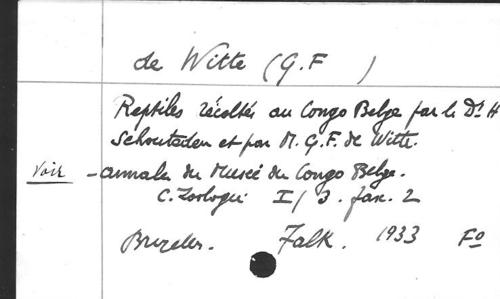 de Witte (G.F )
Reptiles récoltés au Congo Belge par le Dr H
Schouteden et par M. G.F. de Witte.
Voir - annales du Musée du Congo Belge.
C. Zoologie I/ 3. fax. 2
Bruxelles. Falk. 1933 Fo